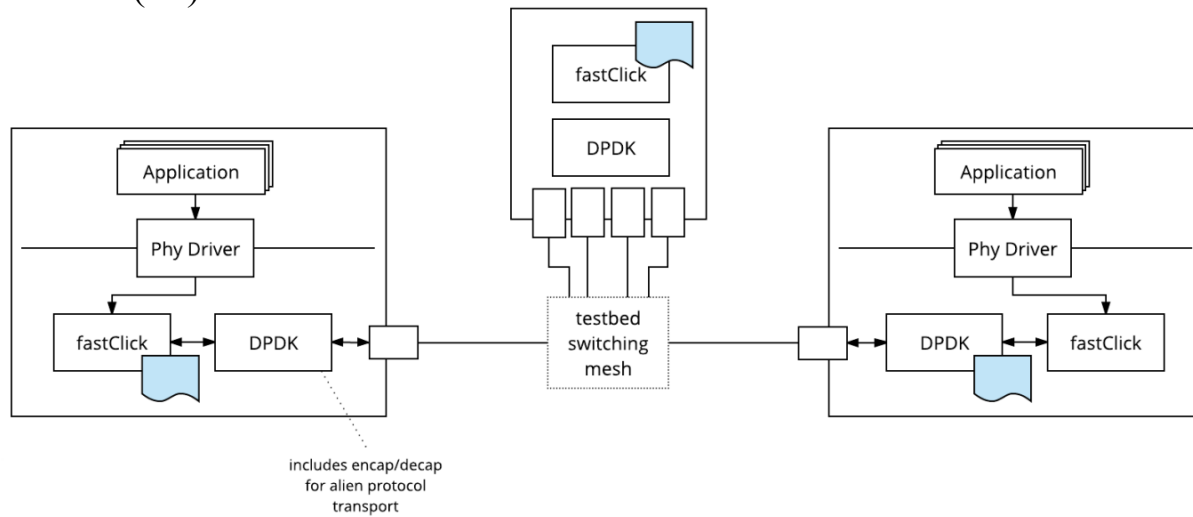 fastClick
DPDK
Application
Phy Driver
fastClick
DPDK
includes encap/decap
for alien protocol
transport
testbed
switching
mesh
Application
Phy Driver
DPDK
fastClick